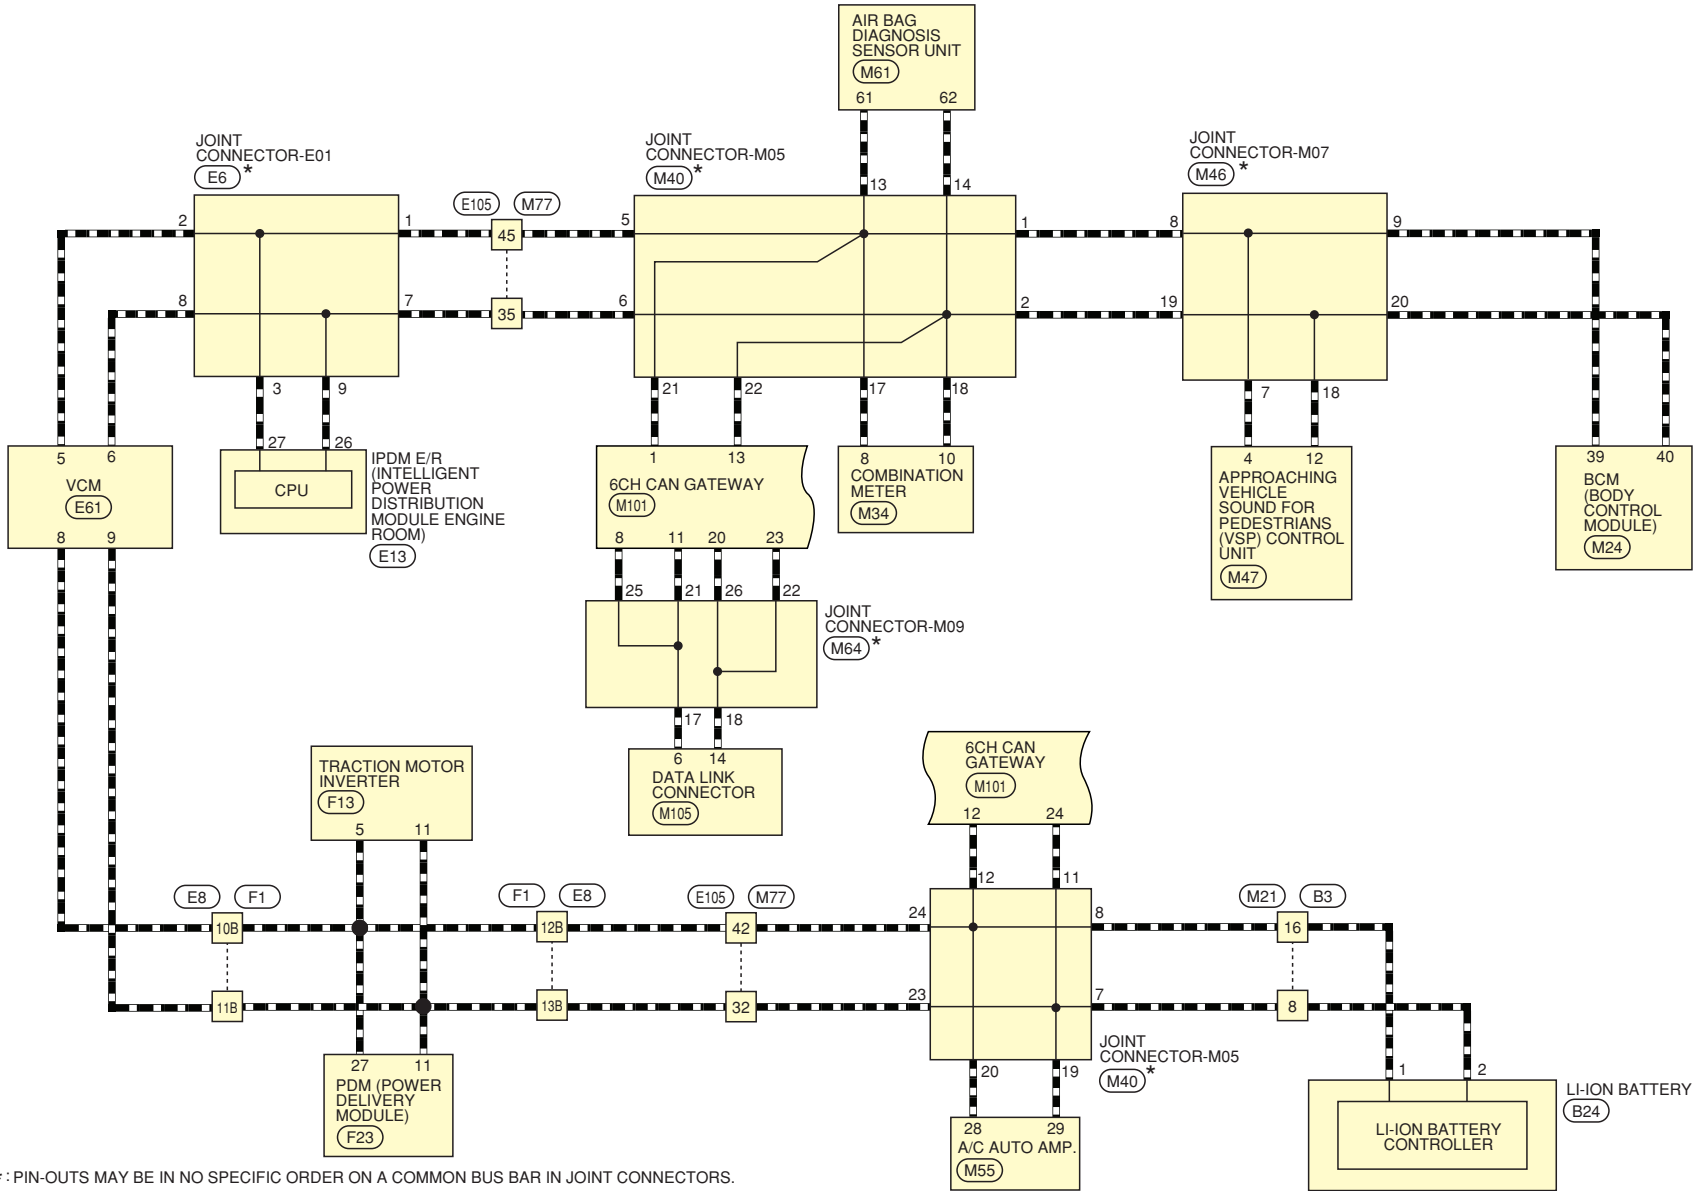 AIR BAG
DIAGNOSIS
SENSOR UNIT
M61
61 62
JOINT
CONNECTOR-E01
E6 *
JOINT
CONNECTOR-M05
M40 *
JOINT
CONNECTOR-M07
M46 *
13 14
E105 M77
2 1 45 5 1 8 9
8 7 35 6 2 19 20
3 9 21 22 17 18 7 18
27 26
5 6
VCM
E61
8 9
CPU
IPDM E/R
(INTELLIGENT
POWER
DISTRIBUTION
MODULE ENGINE
ROOM)
E13
1 13
6CH CAN GATEWAY
M101
8 11 20 23
8 10
COMBINATION
METER
M34
4 12
APPROACHING
VEHICLE
SOUND FOR
PEDESTRIANS
(VSP) CONTROL
UNIT
M47
39 40
BCM
(BODY
CONTROL
MODULE)
M24
25 21 26 22
JOINT
CONNECTOR-M09
M64 *
17 18
6 14
DATA LINK
CONNECTOR
M105
TRACTION MOTOR
INVERTER
F13
5 11
6CH CAN
GATEWAY
M101
12 24
12 11
E8 F1
F1 E8
E105 M77
M21 B3
10B 12B 42 24 8 16
11B 13B 32 23 7 8
27 11
PDM (POWER
DELIVERY
MODULE)
F23
JOINT
CONNECTOR-M05
M40 *
20 19
28 29
A/C AUTO AMP.
M55
1 2
LI-ION BATTERY
B24
LI-ION BATTERY
CONTROLLER
* : PIN-OUTS MAY BE IN NO SPECIFIC ORDER ON A COMMON BUS BAR IN JOINT CONNECTORS.